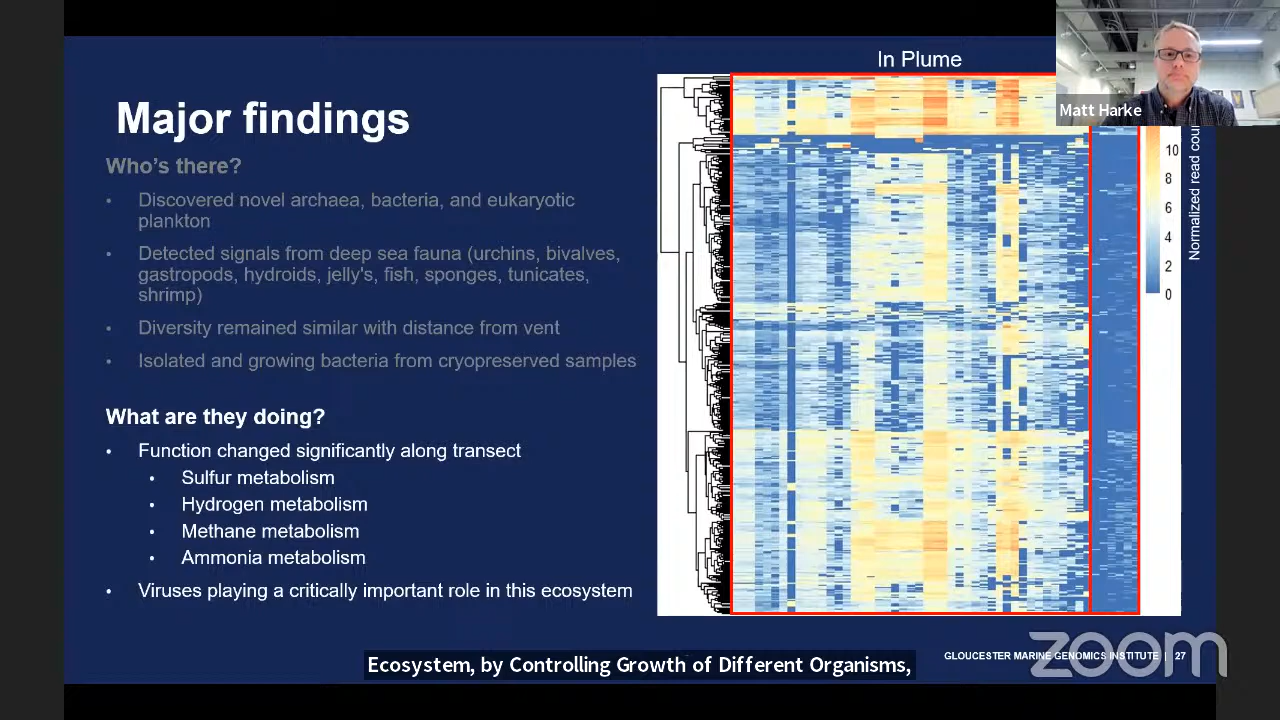 In Plume
Matt Harke
Major findings
Who's there?
• Discovered novel archaea, bacteria, and eukaryotic
plankton
• Detected signals from deep sea fauna (urchins, bivalves,
gastropods, hydroids, jelly's, fish, sponges, tunicates,
shrimp)
• Diversity remained similar with distance from vent
• Isolated and growing bacteria from cryopreserved samples
What are they doing?
• Function changed significantly along transect
• Sulfur metabolism
• Hydrogen metabolism
• Methane metabolism
• Ammonia metabolism
• Viruses playing a critically important role in this ecosystem
10
8
6
4
2
0
Normalized read cou
Ecosystem, by Controlling Growth of Different Organisms,
GLOUCESTER MARINE GENOMICS INSTITUTE | 27
zoom